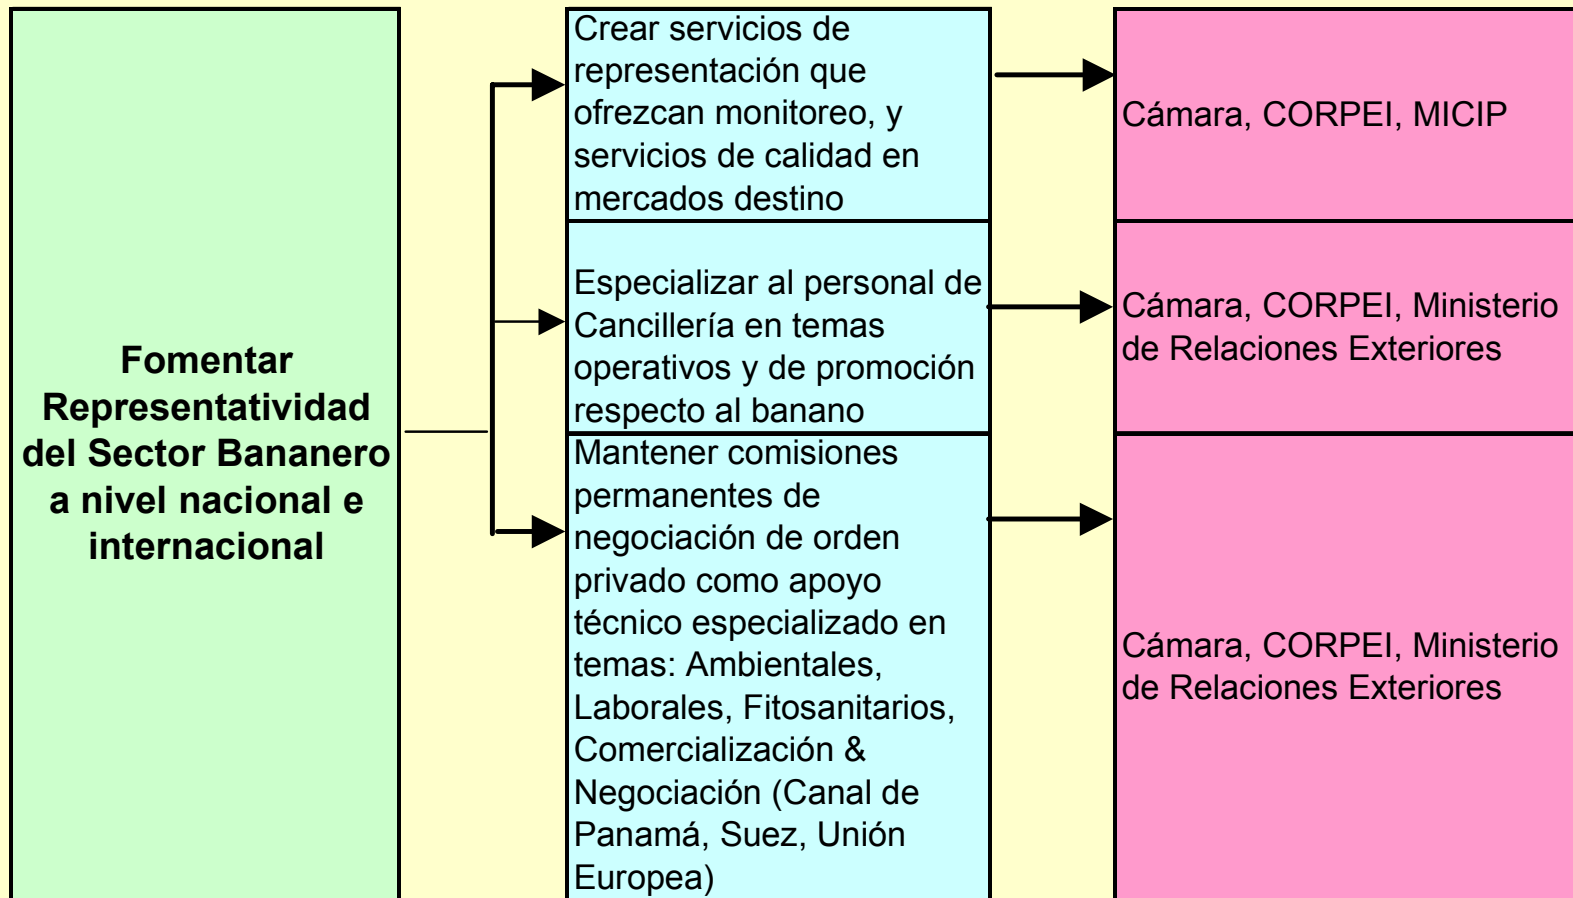 Fomentar
Representatividad
del Sector Bananero
a nivel nacional e
internacional
Crear servicios de
representación que
ofrezcan monitoreo, y
servicios de calidad en
mercados destino
Cámara, CORPEI, MICIP
Especializar al personal de
Cancillería en temas
operativos y de promoción
respecto al banano
Cámara, CORPEI, Ministerio
de Relaciones Exteriores
Mantener comisiones
permanentes de
negociación de orden
privado como apoyo
técnico especializado en
temas: Ambientales,
Laborales, Fitosanitarios,
Comercialización &
Negociación (Canal de
Panamá, Suez, Unión
Europea)
Cámara, CORPEI, Ministerio
de Relaciones Exteriores